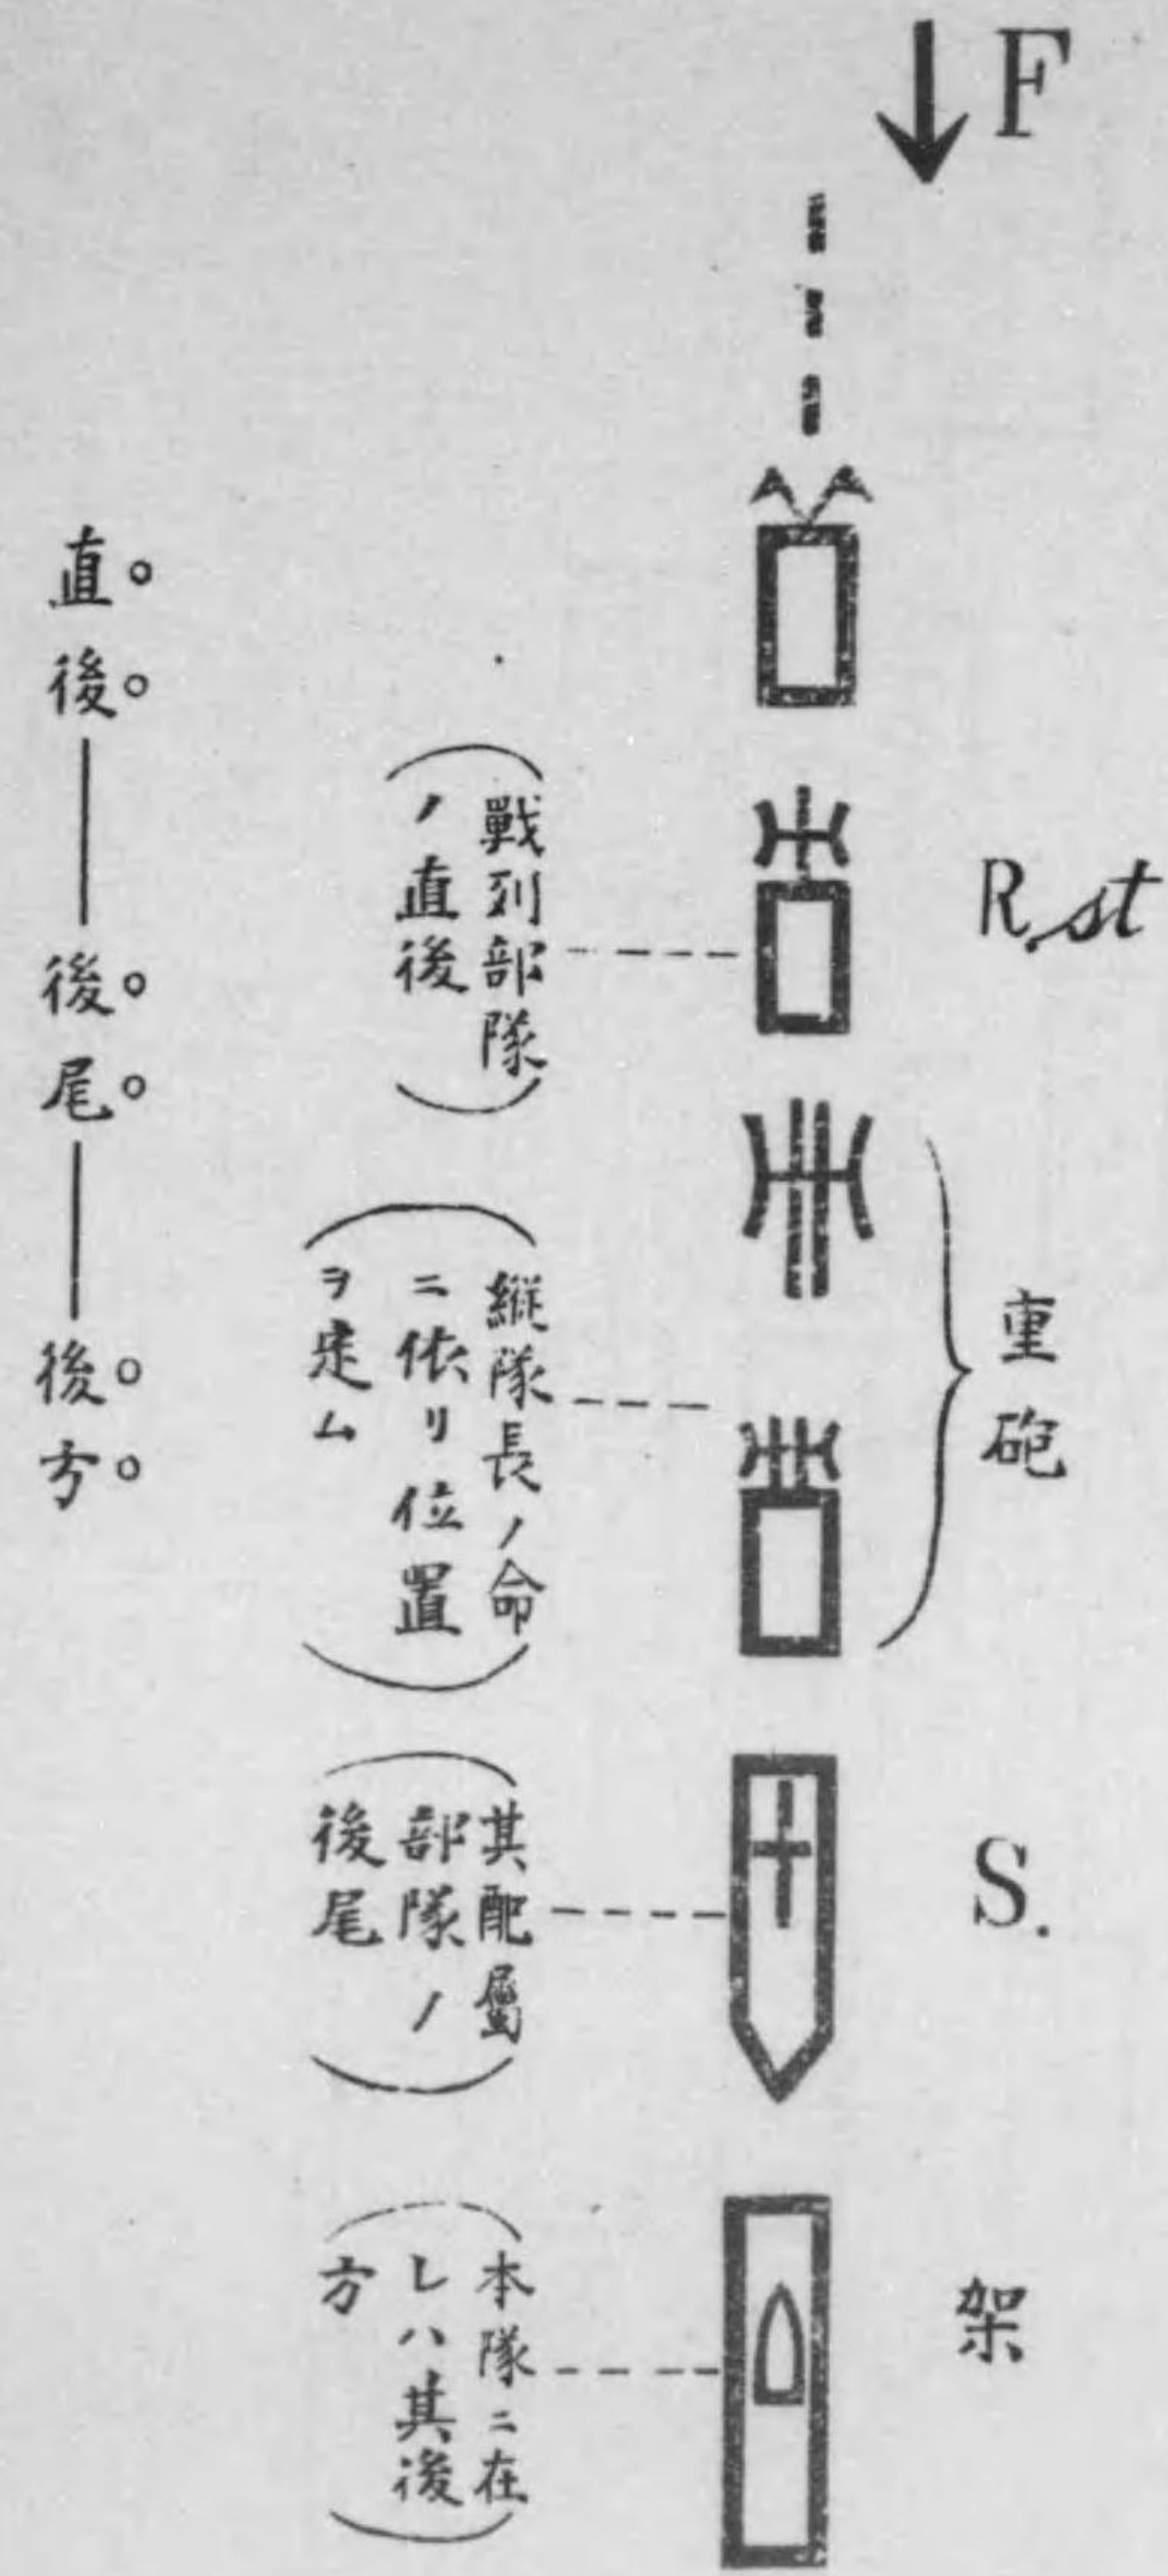 F
R.st
重砲
S.
架
(戰列部隊
ノ直後)
(縱隊長ノ命
ニ依リ位置
ヲ定ム)
(其配屬
部隊ノ
後尾)
(本隊ニ在
レハ其後
方)
直。後。――後。尾。――後。方。